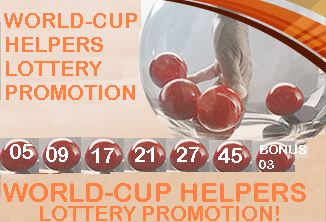 WORLD-CUP
HELPERS
LOTTERY
PROMOTION
05 09 17 21 27 45 BONUS
03
WORLD-CUP HELPERS
LOTTERY PROMOTION!